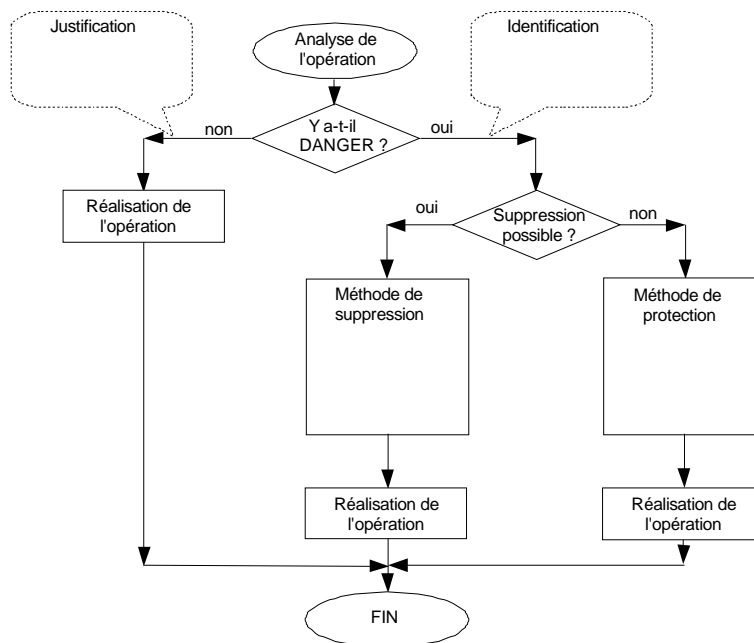 Justification
Analyse de
l'opération
Identification
non
Y a-t-il
DANGER ?
oui
Réalisation de
l'opération
oui
Suppression
possible ?
non
Méthode de
suppression
Méthode de
protection
Réalisation de
l'opération
Réalisation de
l'opération
FIN